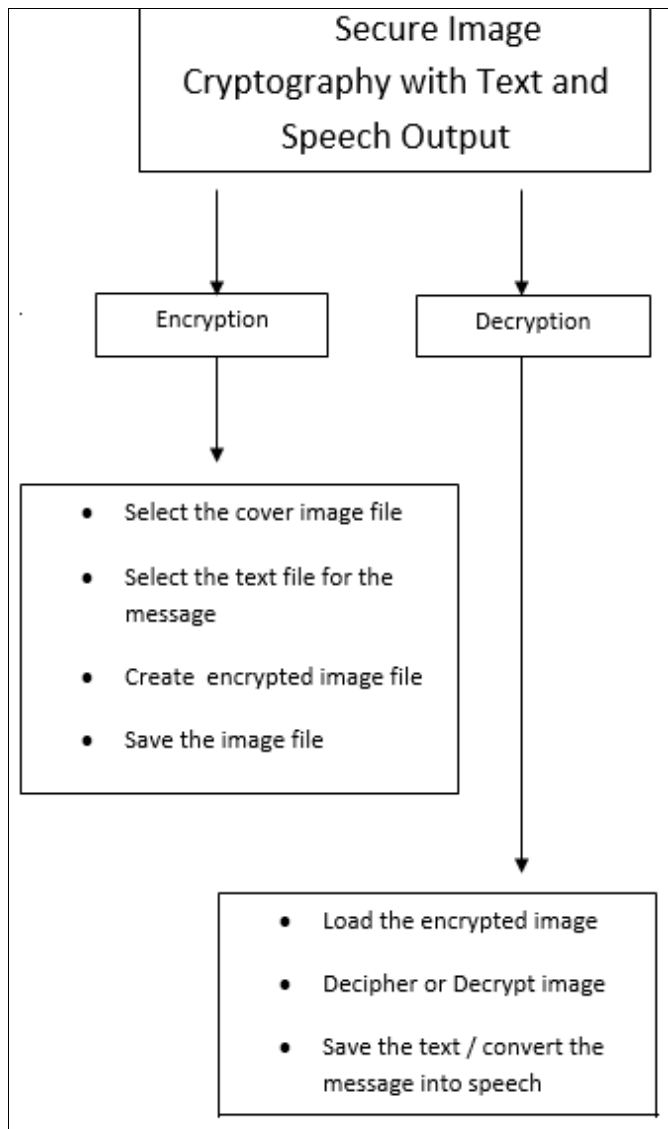 Secure Image
Cryptography with Text and
Speech Output
Encryption
Decryption
• Select the cover image file
• Select the text file for the
message
• Create encrypted image file
• Save the image file
• Load the encrypted image
• Decipher or Decrypt image
• Save the text / convert the
message into speech